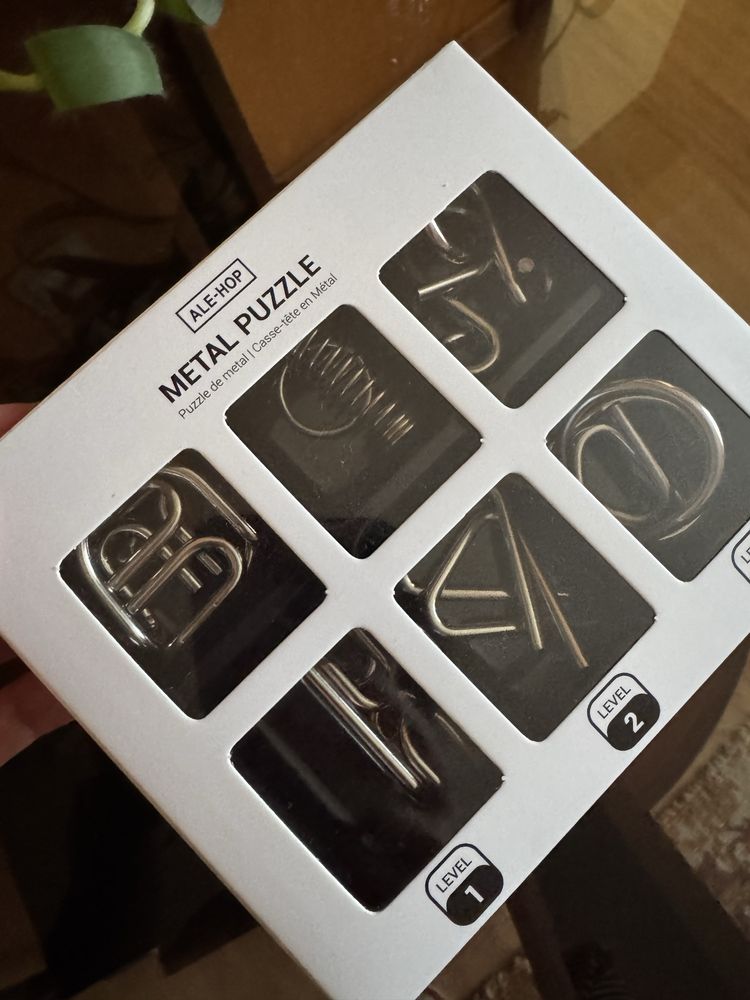 ALE-HOP
METAL PUZZLE
Puzzle de metal | Casse-tête en Métal
LEVEL
1
LEVEL
2